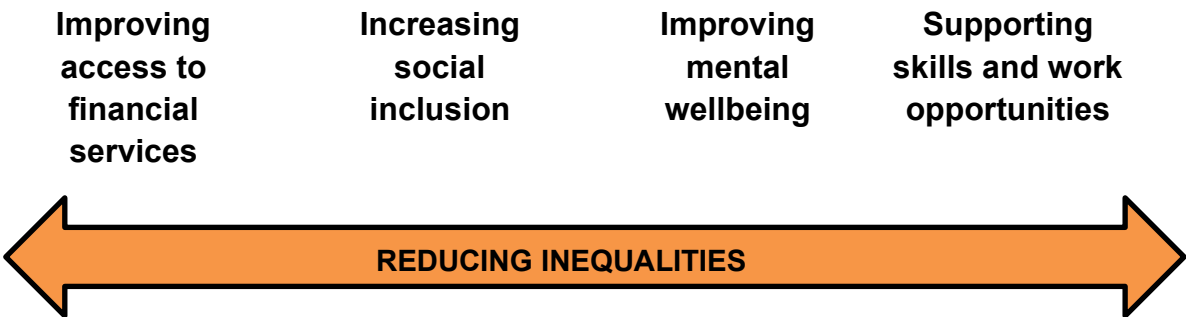 Improving
access to
financial
services
Increasing
social
inclusion
Improving
mental
wellbeing
Supporting
skills and work
opportunities
REDUCING INEQUALITIES